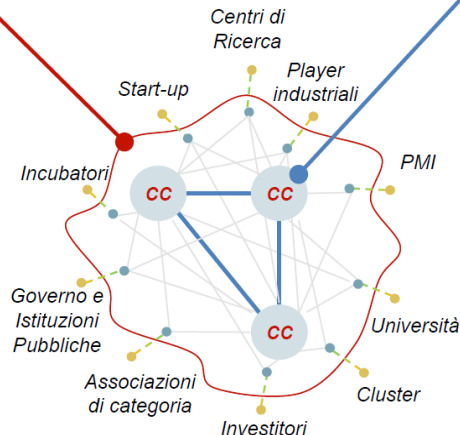 Centri di
Ricerca
Player
industriali
Start-up
PMI
Incubatori
CC
CC
Governo e
Istituzioni
Pubbliche
Università
CC
Associazioni
di categoria
Cluster
Investitori